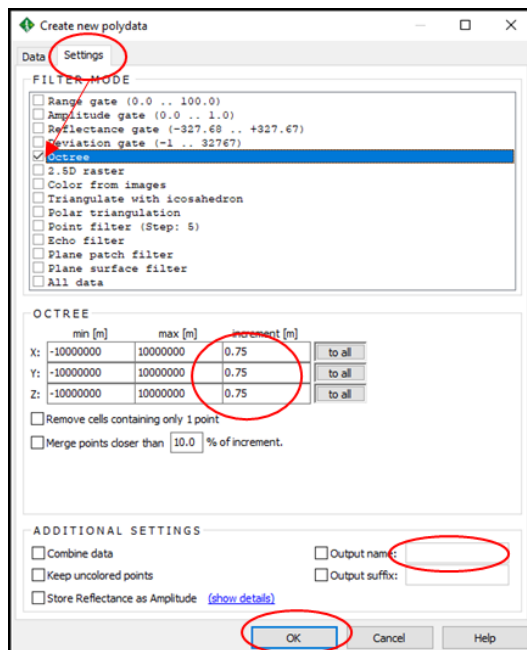 Create new polydata
Data Settings
FILTER MODE
Range gate (0.0 .. 100.0)
Amplitude gate (0.0 .. 1.0)
Reflectance gate (-327.68 .. +327.67)
Deviation gate (-1 .. 32767)
Octree
2.5D raster
Color from images
Triangulate with icosahedron
Polar triangulation
Point filter (Step: 5)
Echo filter
Plane patch filter
Plane surface filter
All data
OCTREE
min [m] max [m] increment [m]
X: -10000000 10000000 0.75 to all
Y: -10000000 10000000 0.75 to all
Z: -10000000 10000000 0.75 to all
Remove cells containing only 1 point
Merge points closer than 10.0 % of increment.
ADDITIONAL SETTINGS
Combine data Output name:
Keep uncolored points Output suffix:
Store Reflectance as Amplitude (show details)
OK Cancel Help